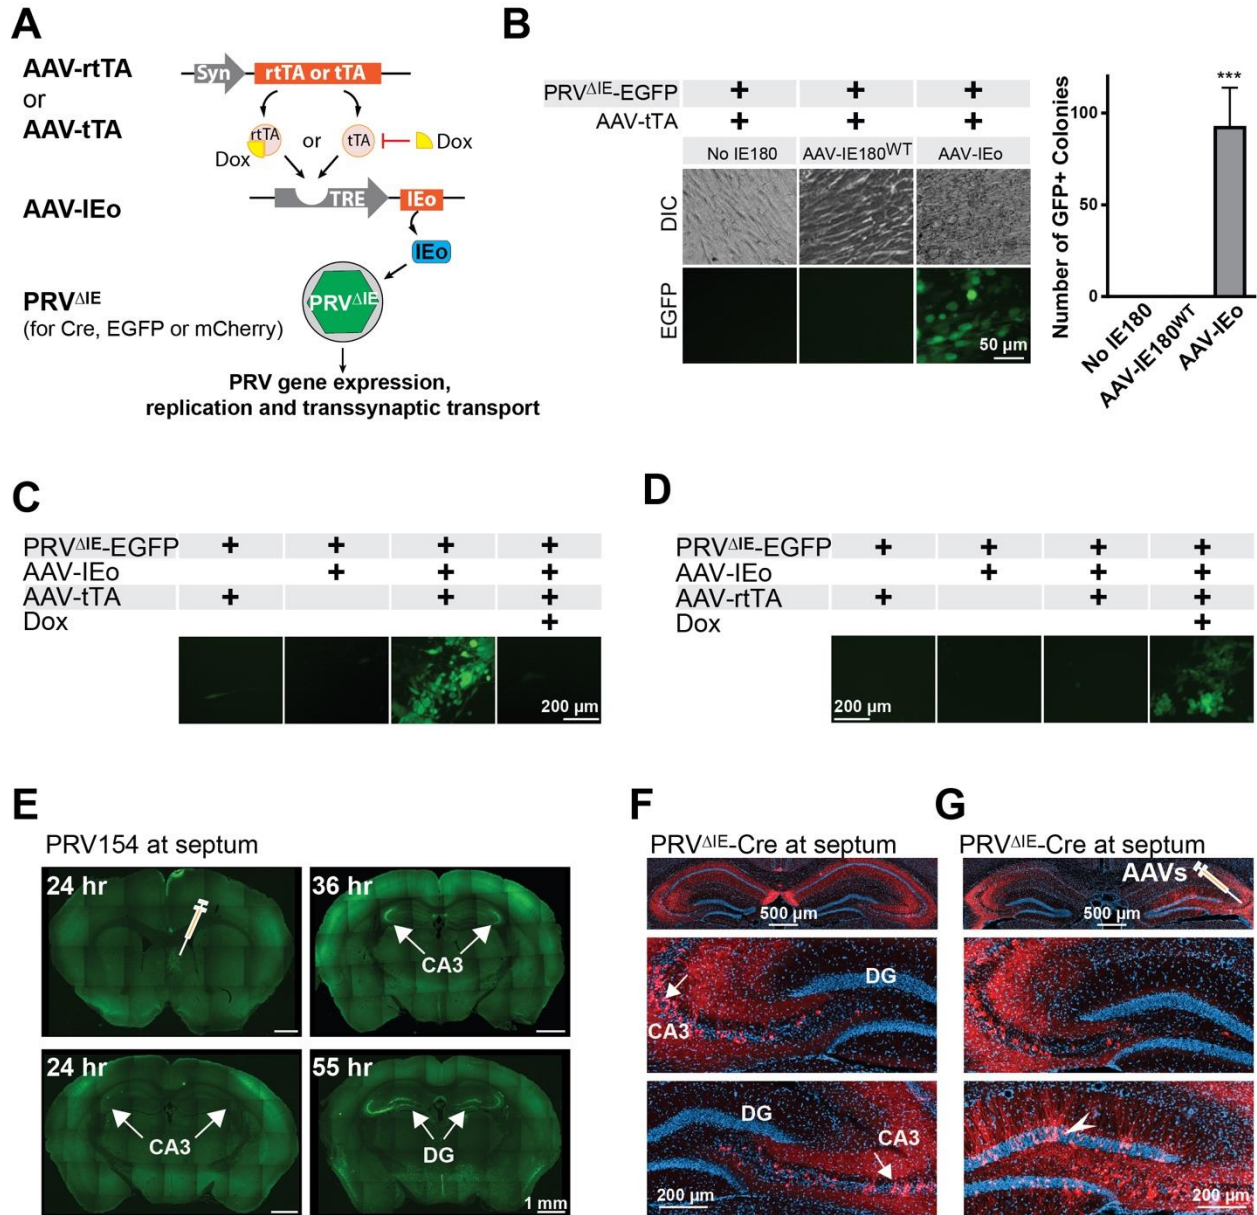 A
AAV-rtTA
or
AAV-tTA
Syn
rtTA or tTA
rtTA
Dox
or
tTA
Dox
AAV-IEo
TRE
IEo
IEo
PRVΔIE
(for Cre, EGFP or mCherry)
PRVΔIE
PRV gene expression,
replication and transsynaptic transport
B
PRVΔIE-EGFP + + +
AAV-tTA + + +
No IE180 AAV-IE180WT AAV-IEo
DIC
EGFP
50 µm
Number of GFP+ Colonies
100
50
0
***
No IE180
AAV-IE180WT
AAV-IEo
C
PRVΔIE-EGFP + + + +
AAV-IEo + + +
AAV-tTA + + +
Dox +
200 µm
D
PRVΔIE-EGFP + + + +
AAV-IEo + + +
AAV-rtTA + + +
Dox +
200 µm
E
PRV154 at septum
24 hr
36 hr
CA3
24 hr
CA3
55 hr
DG
1 mm
F
PRVΔIE-Cre at septum
500 µm
DG
CA3
DG
CA3
200 µm
G
PRVΔIE-Cre at septum
AAVs
500 µm
200 µm